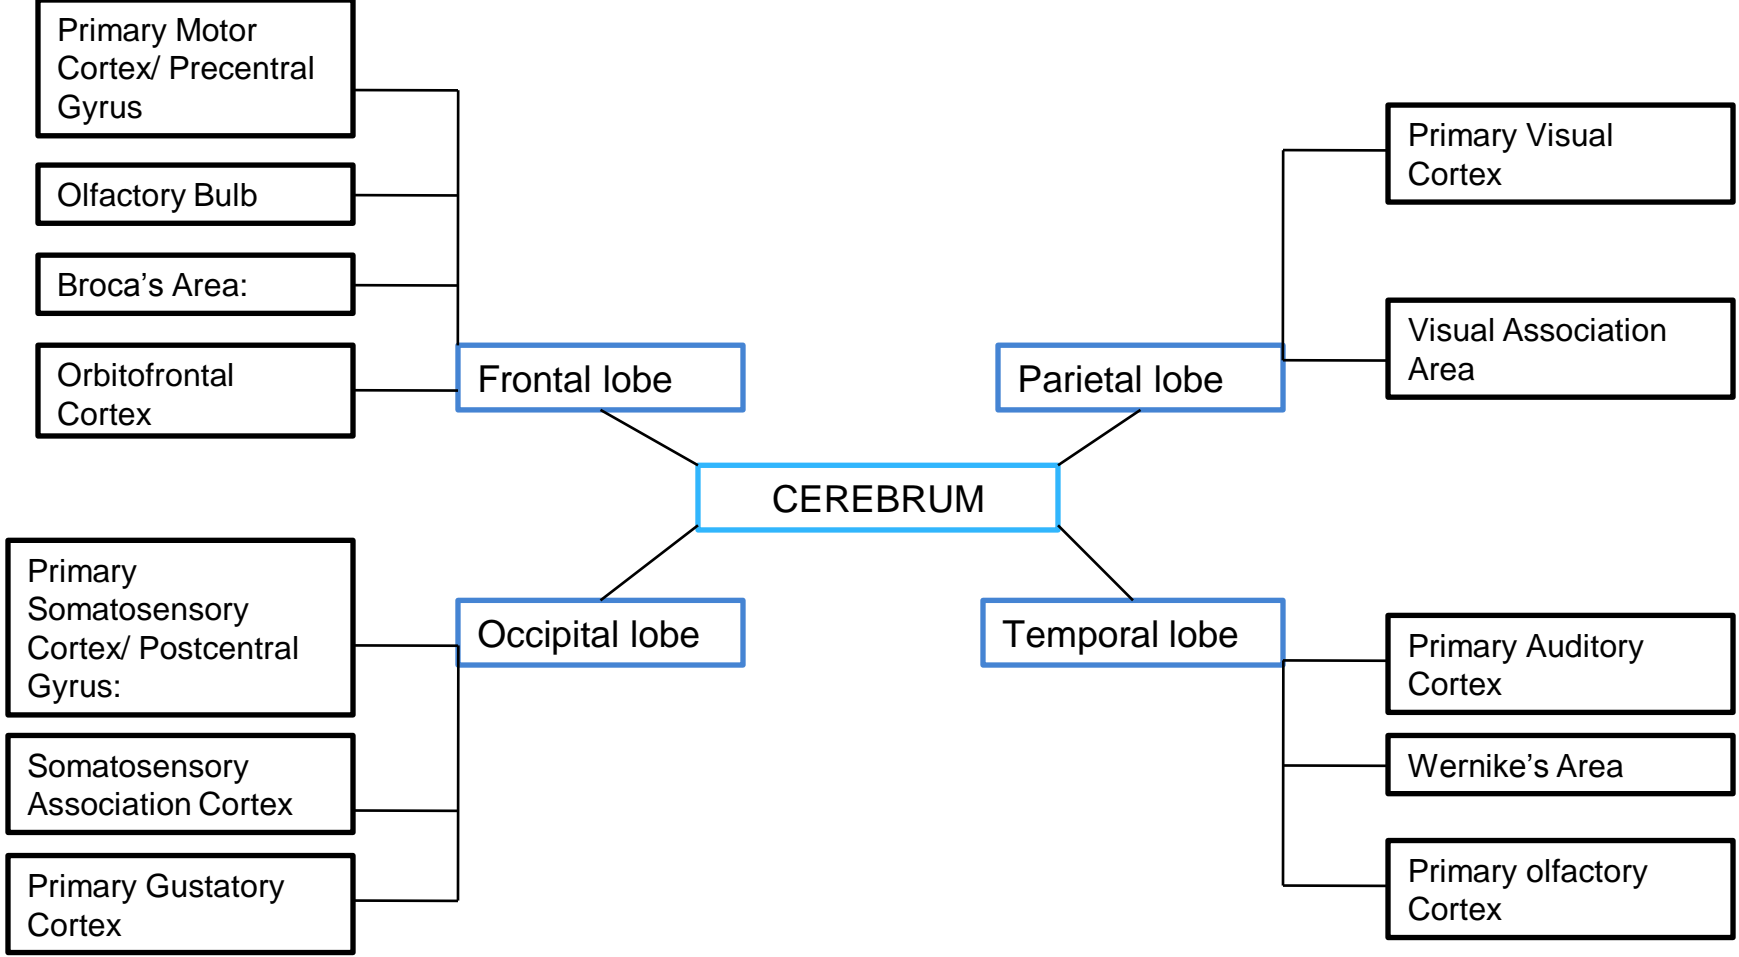 Primary Motor
Cortex/ Precentral
Gyrus
Olfactory Bulb
Broca’s Area:
Orbitofrontal
Cortex
Frontal lobe
Parietal lobe
Primary Visual
Cortex
Visual Association
Area
CEREBRUM
Occipital lobe
Temporal lobe
Primary
Somatosensory
Cortex/ Postcentral
Gyrus:
Somatosensory
Association Cortex
Primary Gustatory
Cortex
Primary Auditory
Cortex
Wernike’s Area
Primary olfactory
Cortex